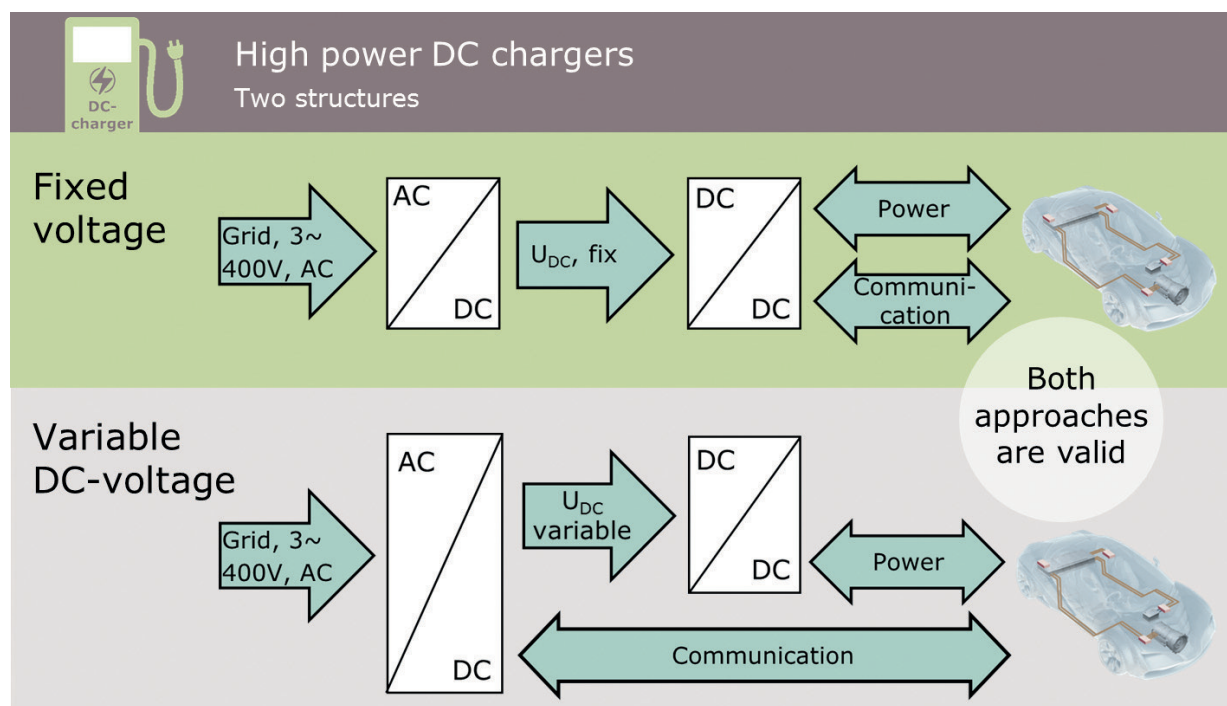 High power DC chargers
Two structures
DC-
charger
Fixed
voltage
Grid, 3~
400V, AC
AC
DC
U_DC, fix
DC
DC
Power
Communi-
cation
Both
approaches
are valid
Variable
DC-voltage
Grid, 3~
400V, AC
AC
DC
U_DC
variable
DC
DC
Power
Communication